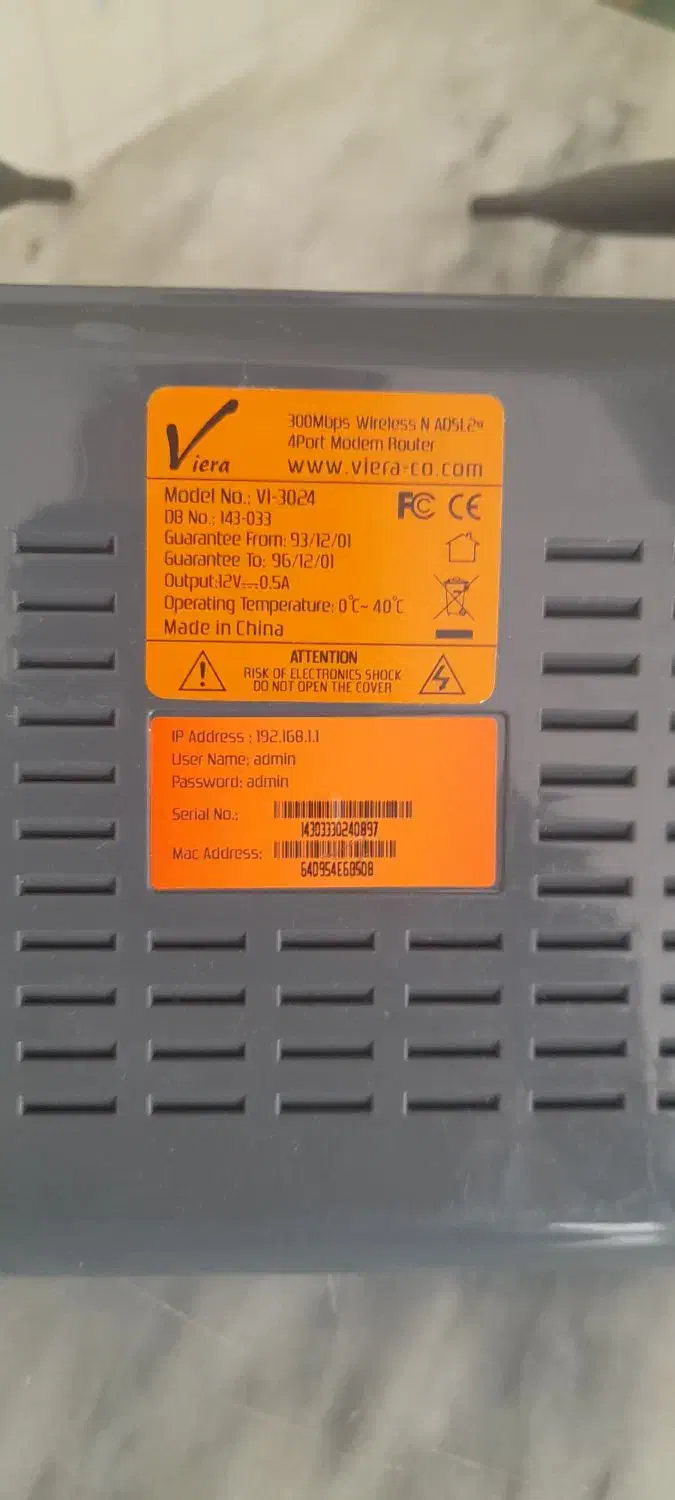 Viera
300Mbps Wireless N ADSL2+
4Port Modem Router
www.viera-co.com
Model No.: VI-3024
DB No.: 143-033
Guarantee From: 93/12/01
Guarantee To: 96/12/01
Output:12V⎓0.5A
Operating Temperature: 0℃~ 40℃
Made in China
FC CE
ATTENTION
RISK OF ELECTRONICS SHOCK
DO NOT OPEN THE COVER
IP Address : 192.168.1.1
User Name: admin
Password: admin
Serial No.:
14303330240897
Mac Address:
640954E6B508